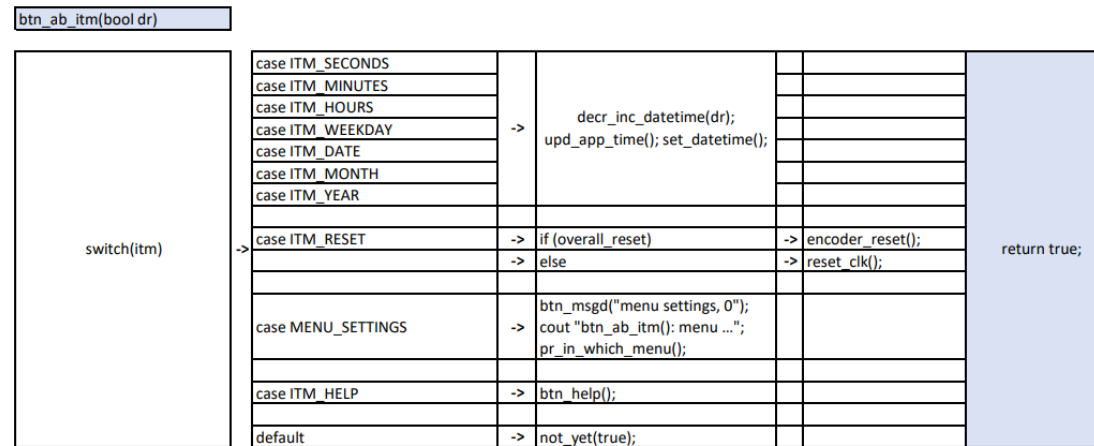 btn_ab_itm(bool dr)
switch(itm)
->
case ITM_SECONDS
case ITM_MINUTES
case ITM_HOURS
case ITM_WEEKDAY
case ITM_DATE
case ITM_MONTH
case ITM_YEAR
->
decr_inc_datetime(dr);
upd_app_time(); set_datetime();
case ITM_RESET -> if (overall_reset) -> encoder_reset();
-> else -> reset_clk();
case MENU_SETTINGS
->
btn_msgd("menu settings, 0");
cout "btn_ab_itm(): menu ...";
pr_in_which_menu();
case ITM_HELP -> btn_help();
default -> not_yet(true);
return true;